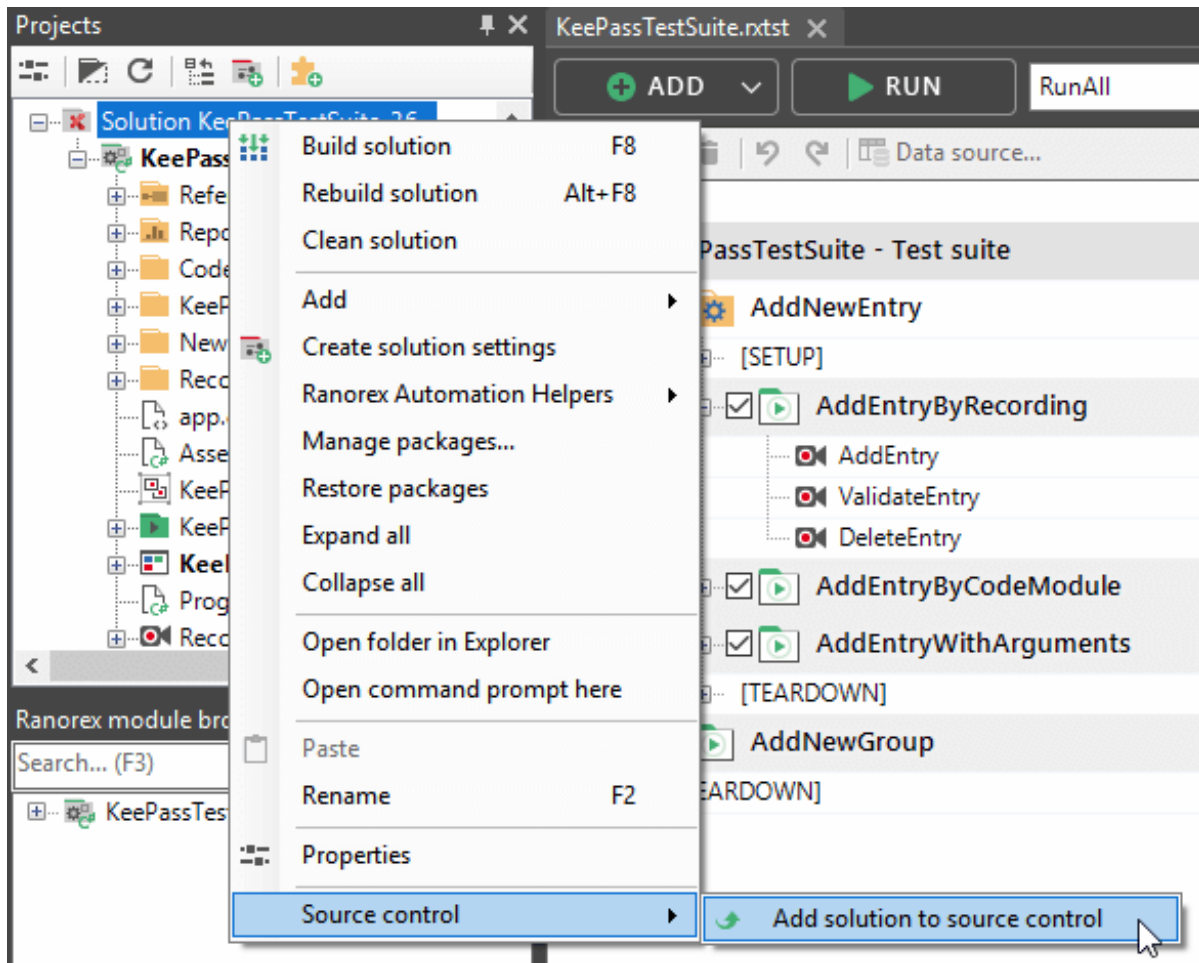 Projects
KeePassTestSuite.rxtst
ADD
RUN
RunAll
Solution KeePassTestSuite
KeePass
Refe
Repo
Code
KeeP
New
Reco
app.
Asse
KeeP
KeeP
KeeP
Prog
Reco
Build solution F8
Rebuild solution Alt+F8
Clean solution
Add
Create solution settings
Ranorex Automation Helpers
Manage packages...
Restore packages
Expand all
Collapse all
Open folder in Explorer
Open command prompt here
Paste
Rename F2
Properties
Source control
Add solution to source control
Data source...
PassTestSuite - Test suite
AddNewEntry
[SETUP]
AddEntryByRecording
AddEntry
ValidateEntry
DeleteEntry
AddEntryByCodeModule
AddEntryWithArguments
[TEARDOWN]
AddNewGroup
EARDOWN]
Ranorex module bro
Search... (F3)
KeePassTes